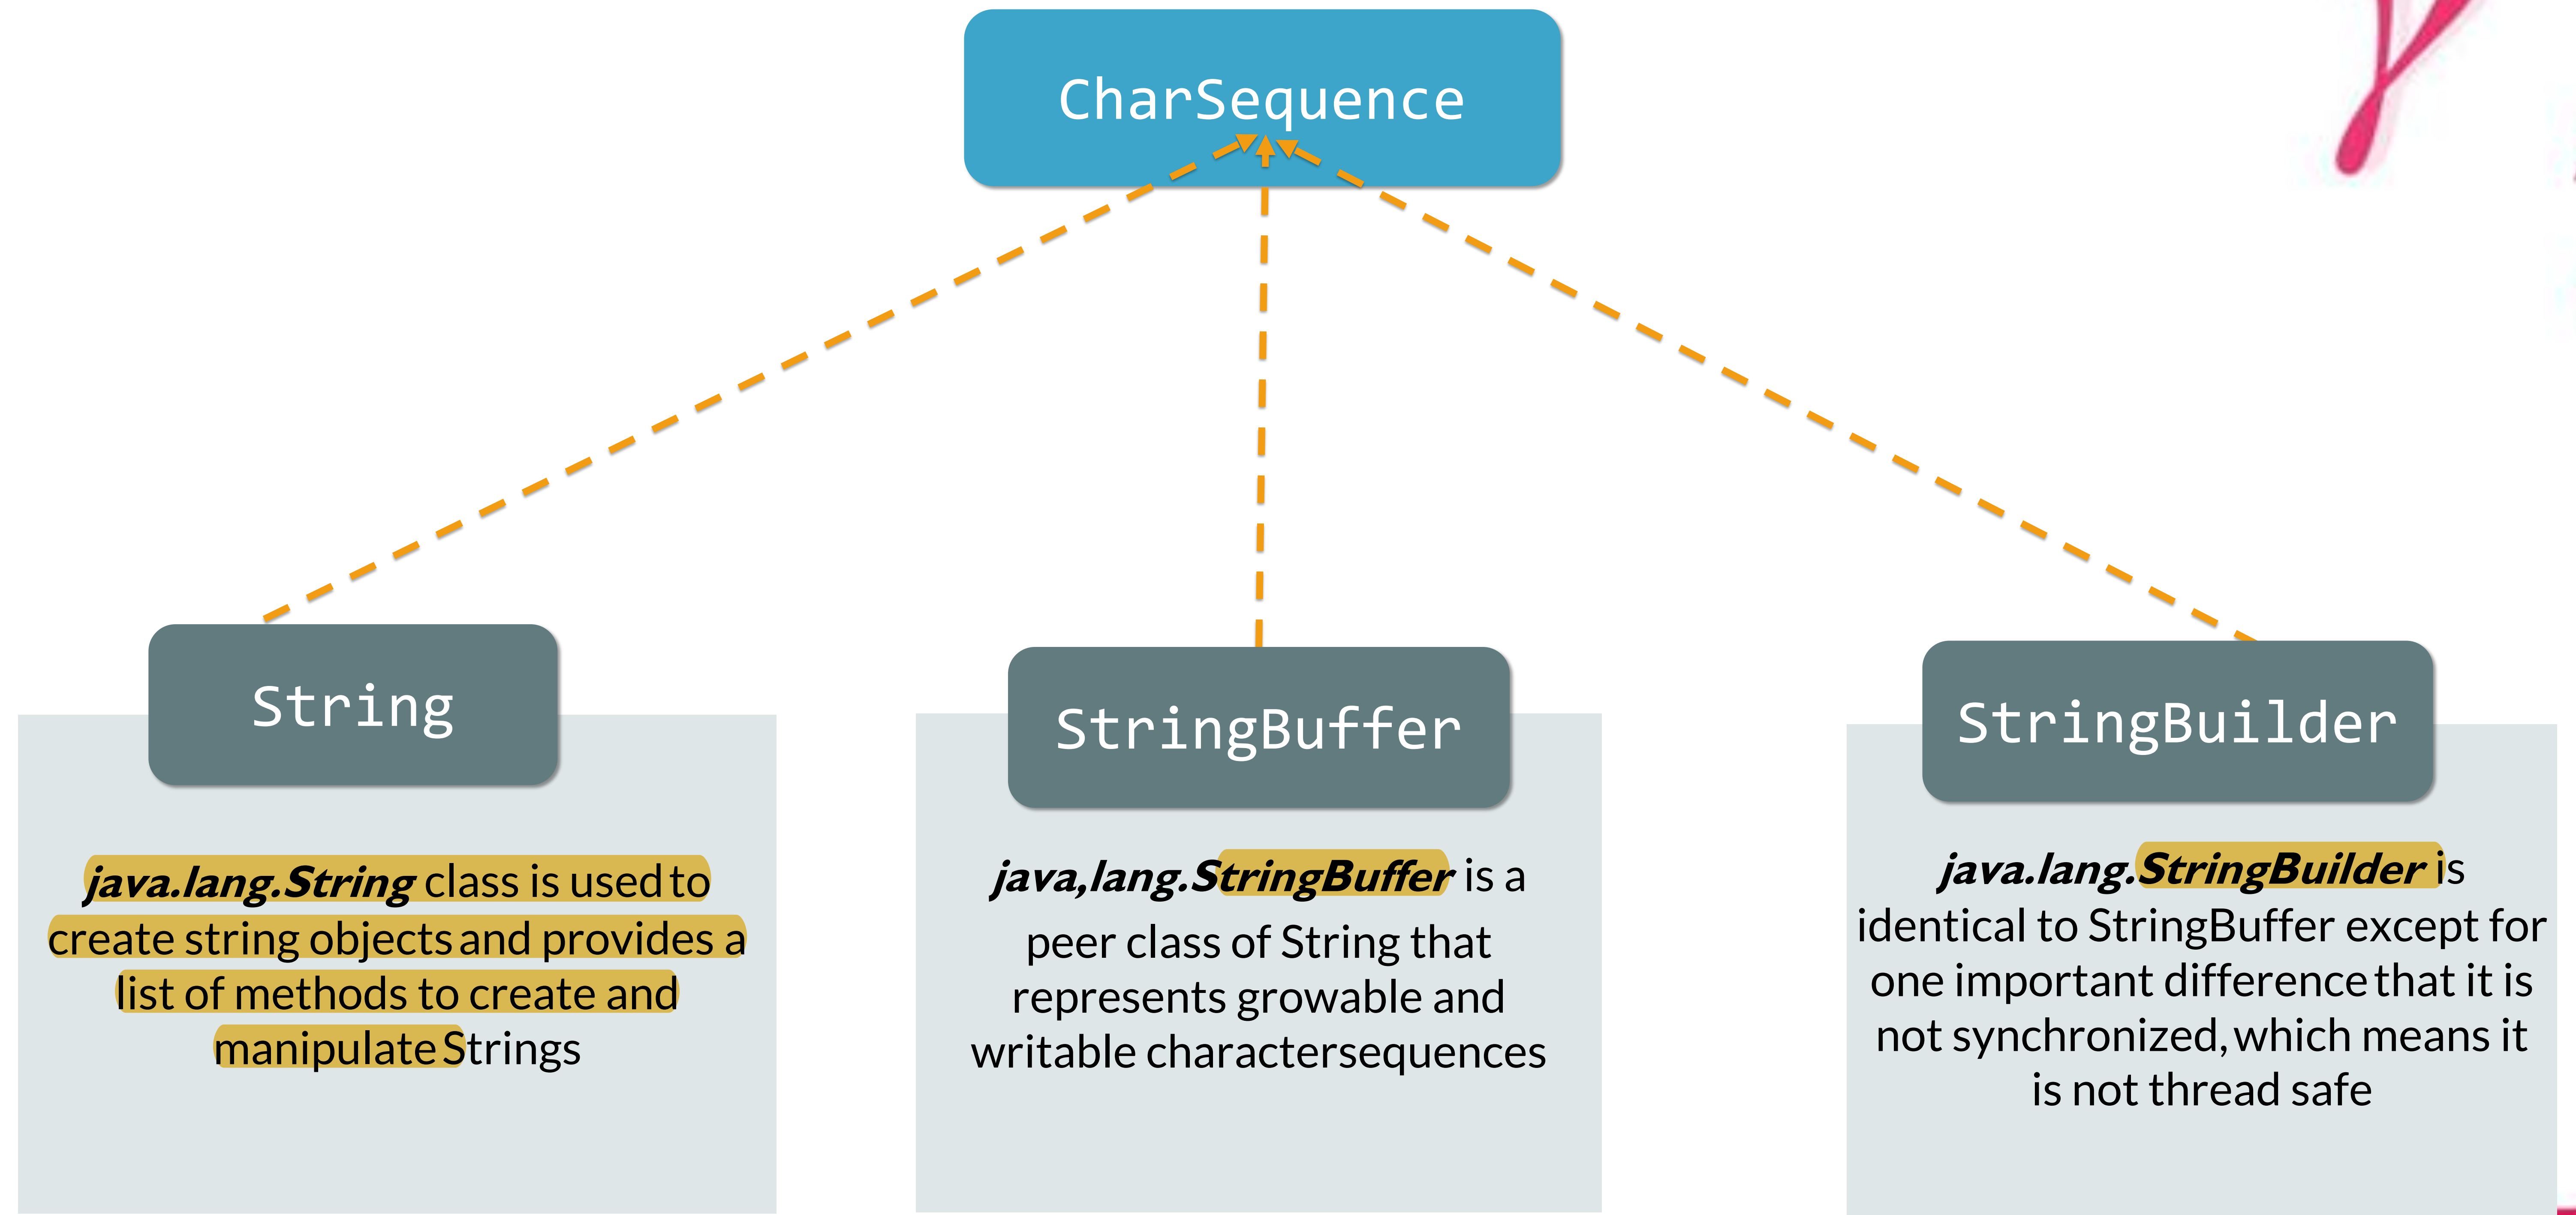 CharSequence
String
java.lang.String class is used to
create string objects and provides a
list of methods to create and
manipulate Strings
StringBuffer
java,lang.StringBuffer is a
peer class of String that
represents growable and
writable charactersequences
StringBuilder
java.lang.StringBuilder is
identical to StringBuffer except for
one important difference that it is
not synchronized, which means it
is not thread safe